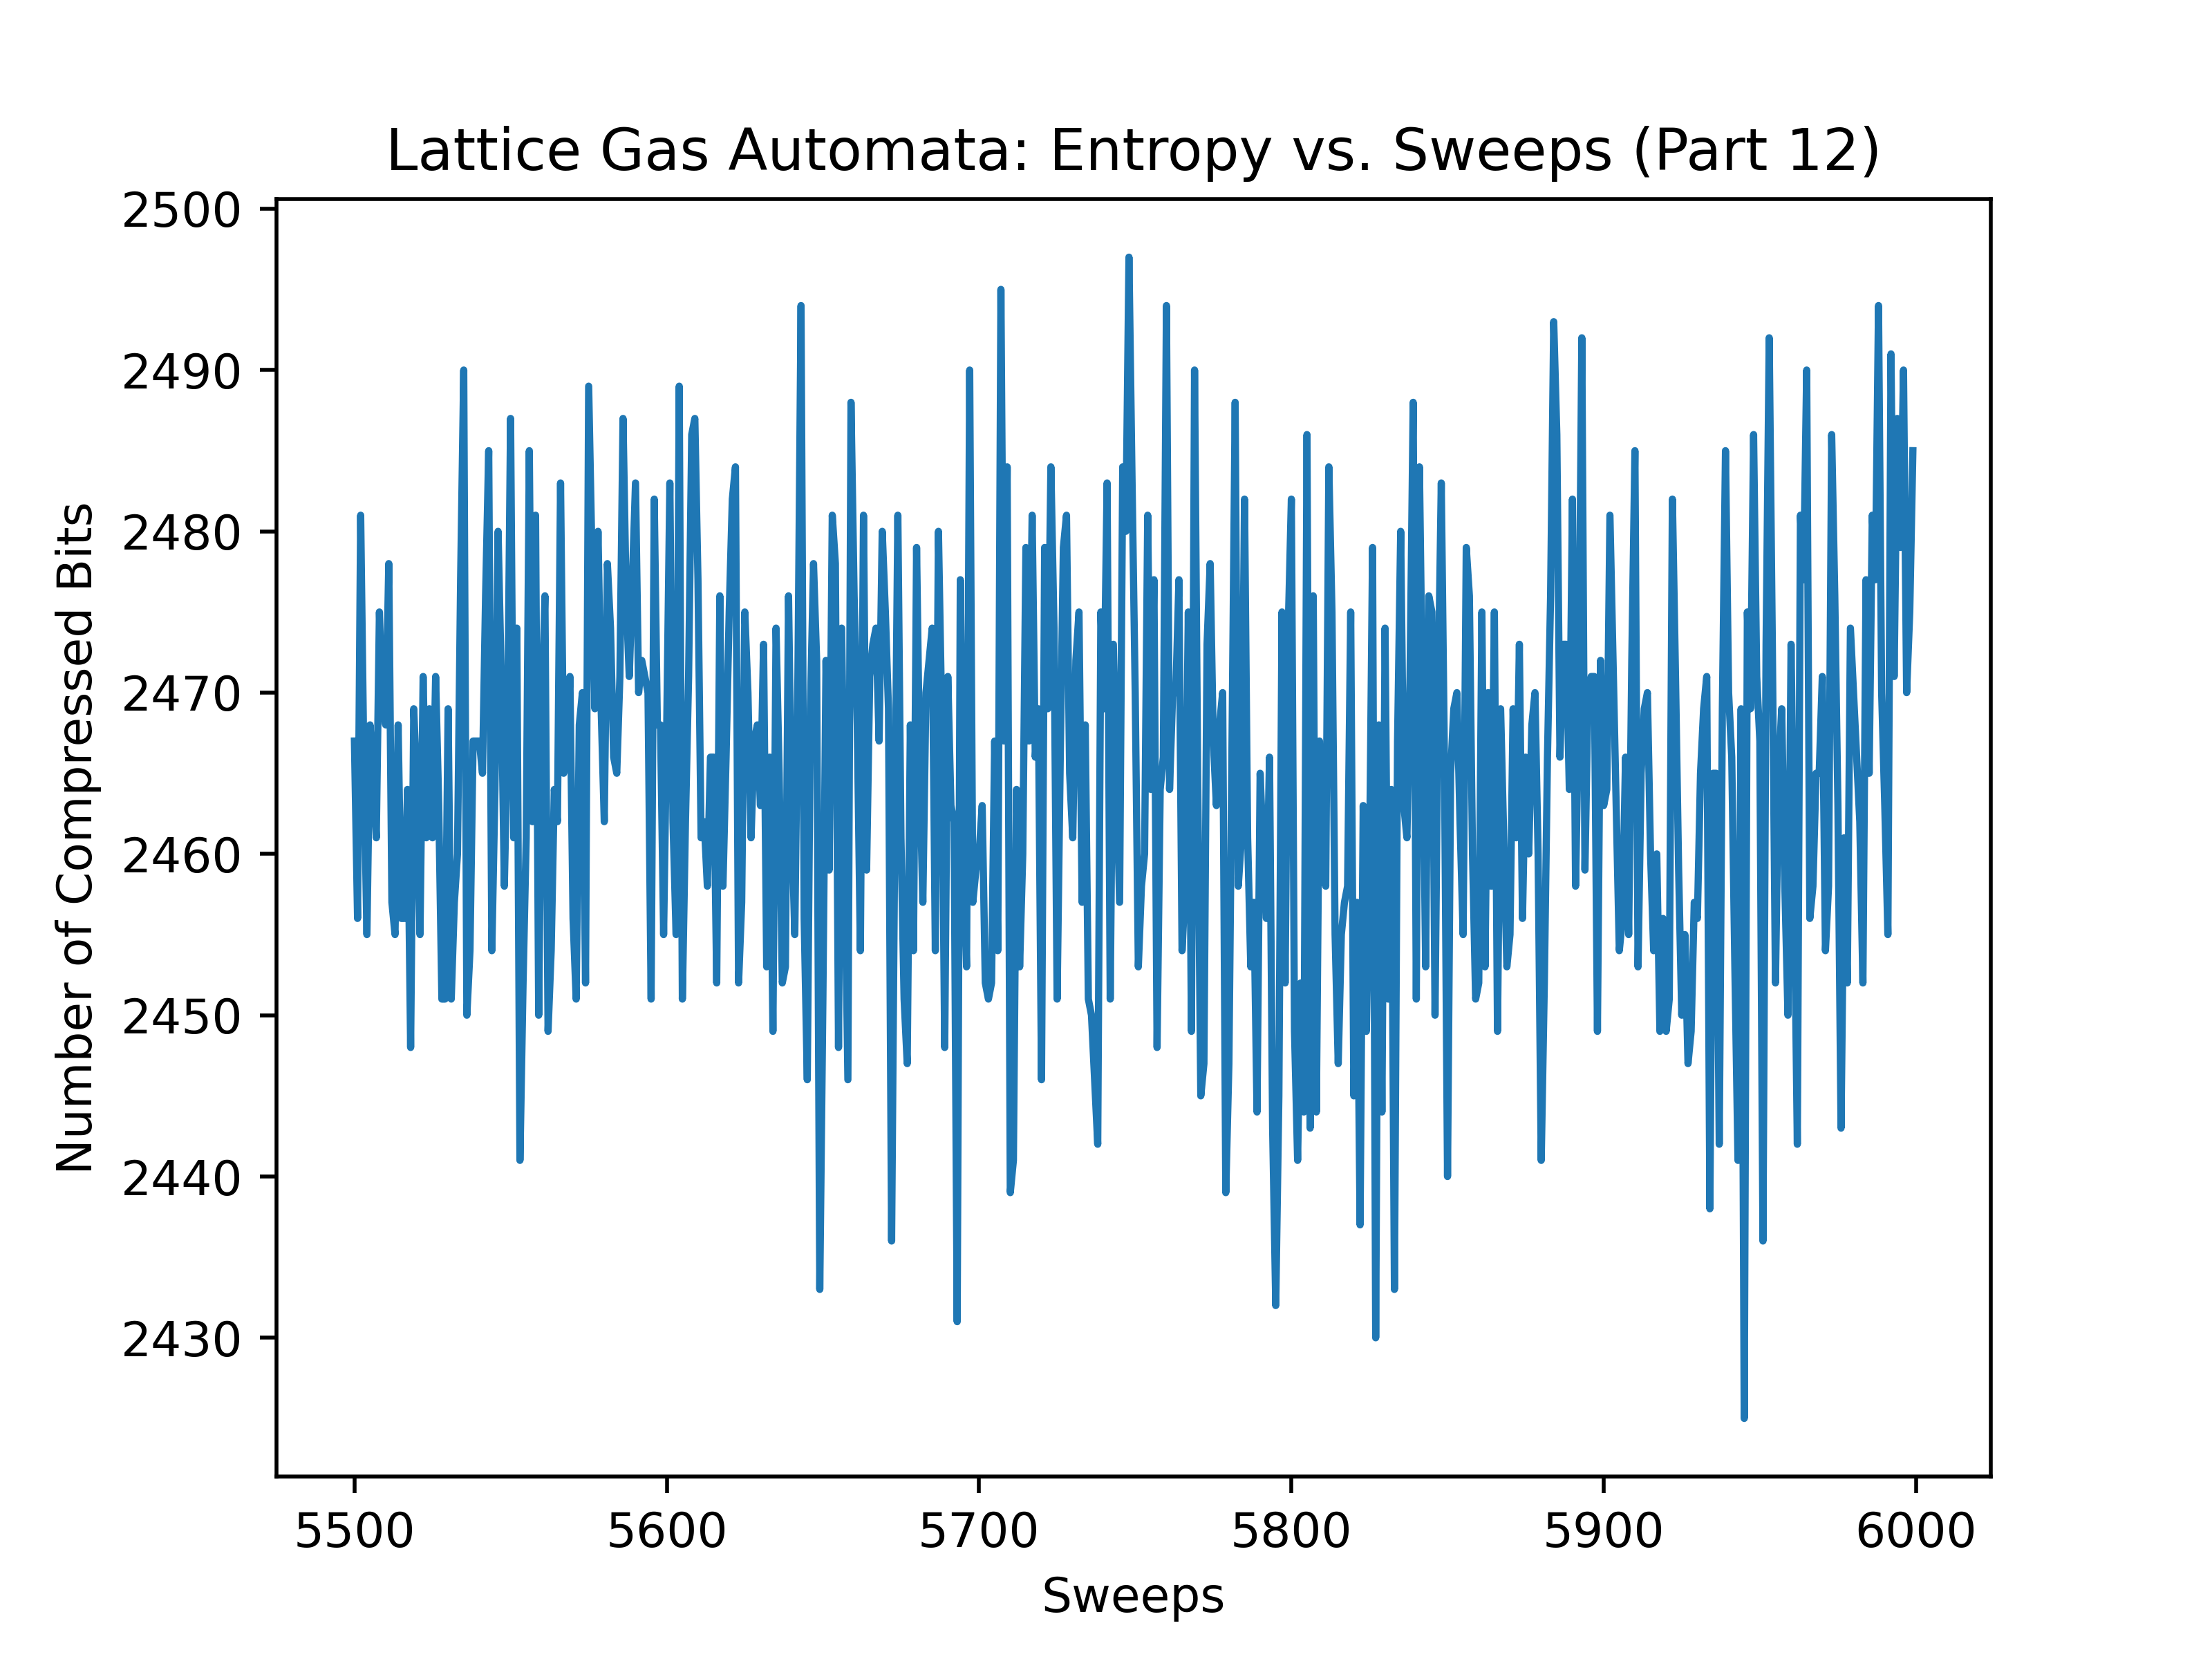 Lattice Gas Automata: Entropy vs. Sweeps (Part 12)
Number of Compressed Bits
2500
2490
2480
2470
2460
2450
2440
2430
5500 5600 5700 5800 5900 6000
Sweeps